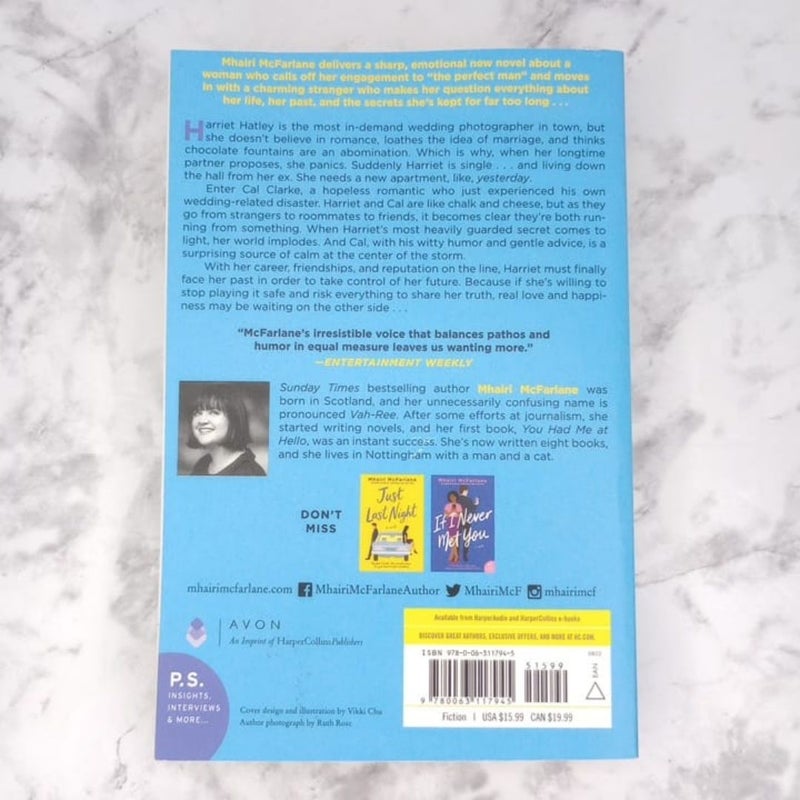 Mhairi McFarlane delivers a sharp, emotional new novel about a
woman who calls off her engagement to "the perfect man" and moves
in with a charming stranger who makes her question everything about
her life, her past, and the secrets she's kept for far too long . . .
Harriet Hatley is the most in-demand wedding photographer in town, but
she doesn't believe in romance, loathes the idea of marriage, and thinks
chocolate fountains are an abomination. Which is why, when her longtime
partner proposes, she panics. Suddenly Harriet is single . . . and living down
the hall from her ex. She needs a new apartment, like, yesterday.
Enter Cal Clarke, a hopeless romantic who just experienced his own
wedding-related disaster. Harriet and Cal are like chalk and cheese, but as they
go from strangers to roommates to friends, it becomes clear they're both run-
ning from something. When Harriet's most heavily guarded secret comes to
light, her world implodes. And Cal, with his witty humor and gentle advice, is a
surprising source of calm at the center of the storm.
With her career, friendships, and reputation on the line, Harriet must finally
face her past in order to take control of her future. Because if she's willing to
stop playing it safe and risk everything to share her truth, real love and happi-
ness may be waiting on the other side . . .
"McFarlane's irresistible voice that balances pathos and
humor in equal measure leaves us wanting more."
—ENTERTAINMENT WEEKLY
Sunday Times bestselling author Mhairi McFarlane was
born in Scotland, and her unnecessarily confusing name is
pronounced Vah-Ree. After some efforts at journalism, she
started writing novels, and her first book, You Had Me at
Hello, was an instant success. She's now written eight books,
and she lives in Nottingham with a man and a cat.
DON'T
MISS
Mhairi McFarlane
Just
Last Night
Mhairi McFarlane
If I Never
Met You
mhairimcfarlane.com MhairiMcFarlaneAuthor MhairiMcF mhairimcf
AVON
An Imprint of HarperCollinsPublishers
P.S.
INSIGHTS,
INTERVIEWS
& MORE...
Cover design and illustration by Vikki Chu
Author photograph by Ruth Rose
Available from HarperAudio and HarperCollins e-books
DISCOVER GREAT AUTHORS, EXCLUSIVE OFFERS, AND MORE AT HC.COM.
ISBN 978-0-06-311794-5
0822
51599
EAN
9 780063 117945
Fiction | USA $15.99 CAN $19.99